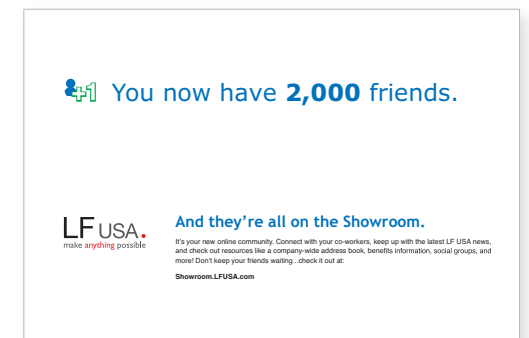 +1 You now have 2,000 friends.
LF USA.
make anything possible
And they're all on the Showroom.
It's your new online community. Connect with your co-workers, keep up with the latest LF USA news,
and check out resources like a company-wide address book, benefits information, social groups, and
more! Don't keep your friends waiting...check it out at:
Showroom.LFUSA.com